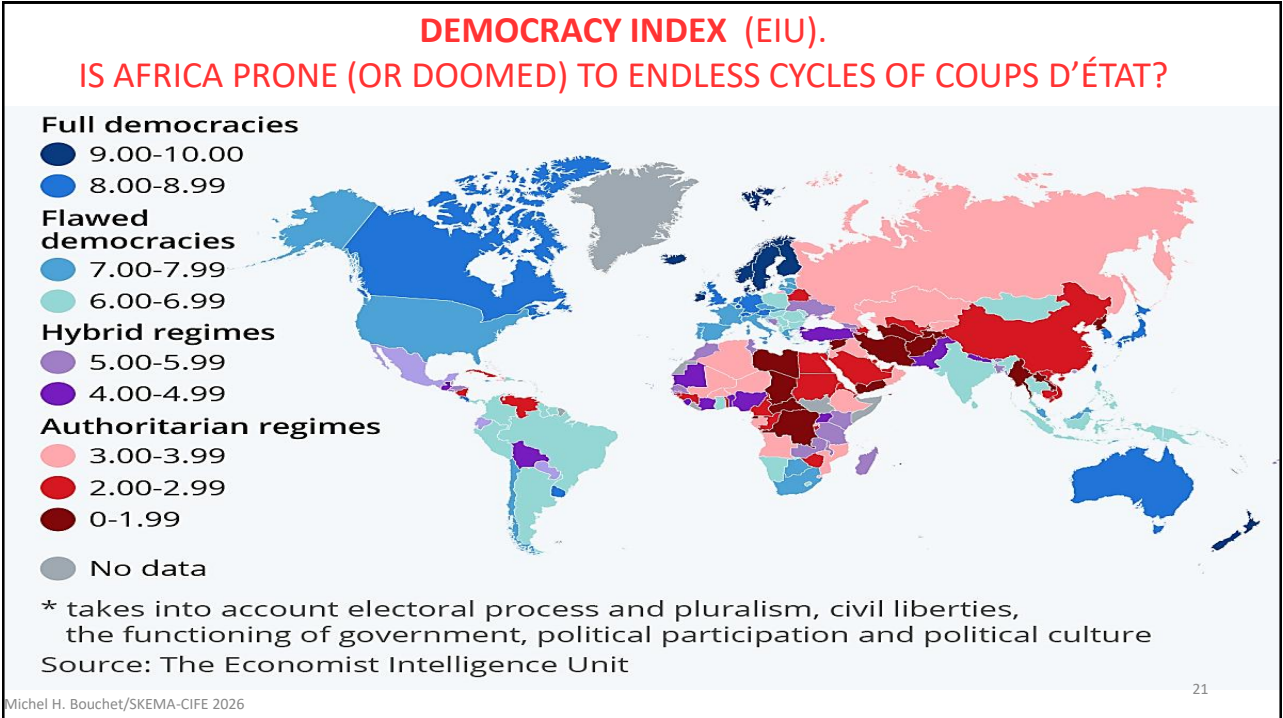 DEMOCRACY INDEX (EIU).
IS AFRICA PRONE (OR DOOMED) TO ENDLESS CYCLES OF COUPS D’ÉTAT?
Full democracies
9.00-10.00
8.00-8.99
Flawed
democracies
7.00-7.99
6.00-6.99
Hybrid regimes
5.00-5.99
4.00-4.99
Authoritarian regimes
3.00-3.99
2.00-2.99
0-1.99
No data
* takes into account electoral process and pluralism, civil liberties,
the functioning of government, political participation and political culture
Source: The Economist Intelligence Unit
21
Michel H. Bouchet/SKEMA-CIFE 2026